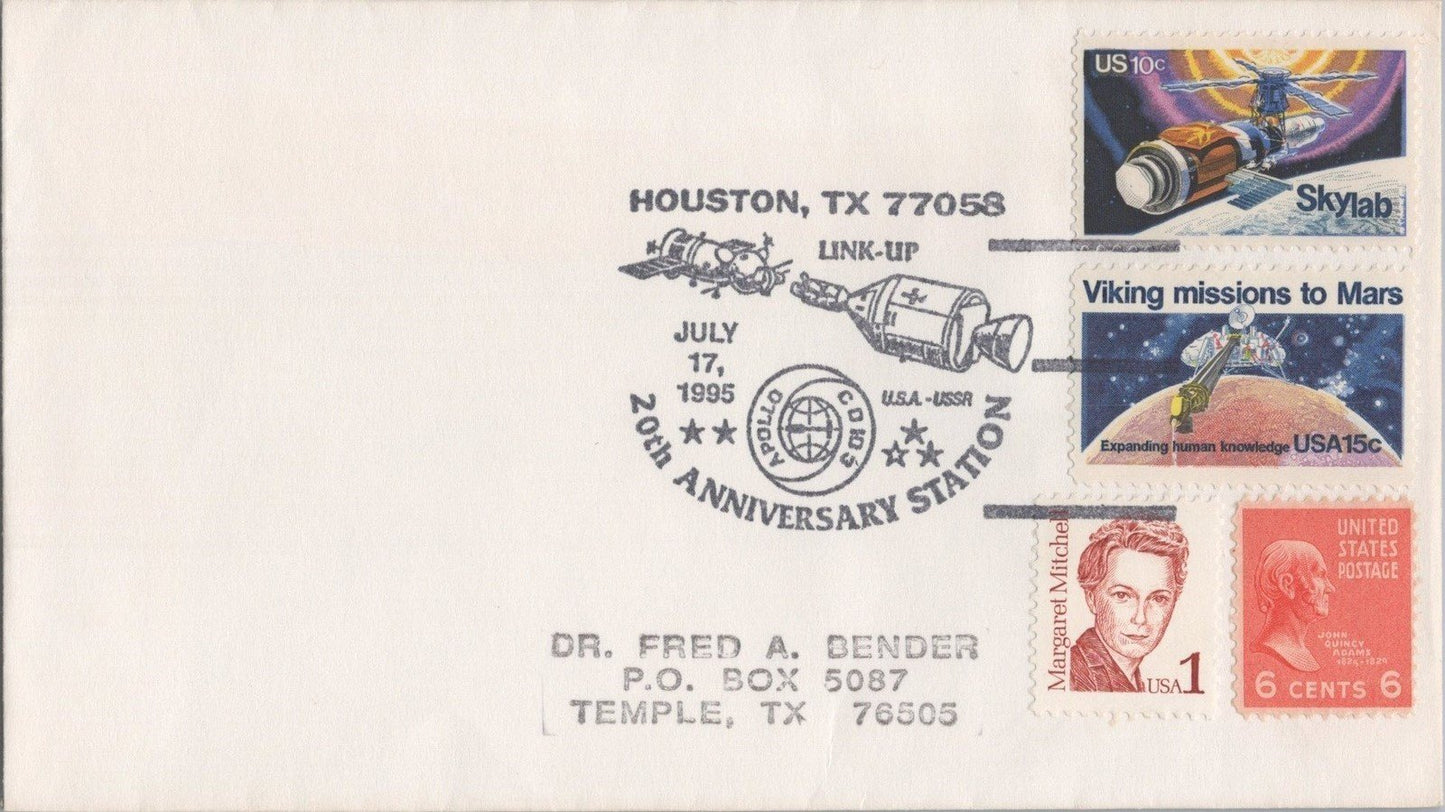 US 10c
Skylab
HOUSTON, TX 77058
LINK-UP
JULY
17,
1995
U.S.A. - USSR
APOLLO
СОЮЗ
20th ANNIVERSARY STATION
Viking missions to Mars
Expanding human knowledge USA 15c
Margaret Mitchell
USA 1
UNITED
STATES
POSTAGE
JOHN
QUINCY
ADAMS
1825-1829
6 CENTS 6
DR. FRED A. BENDER
P.O. BOX 5087
TEMPLE, TX 76505